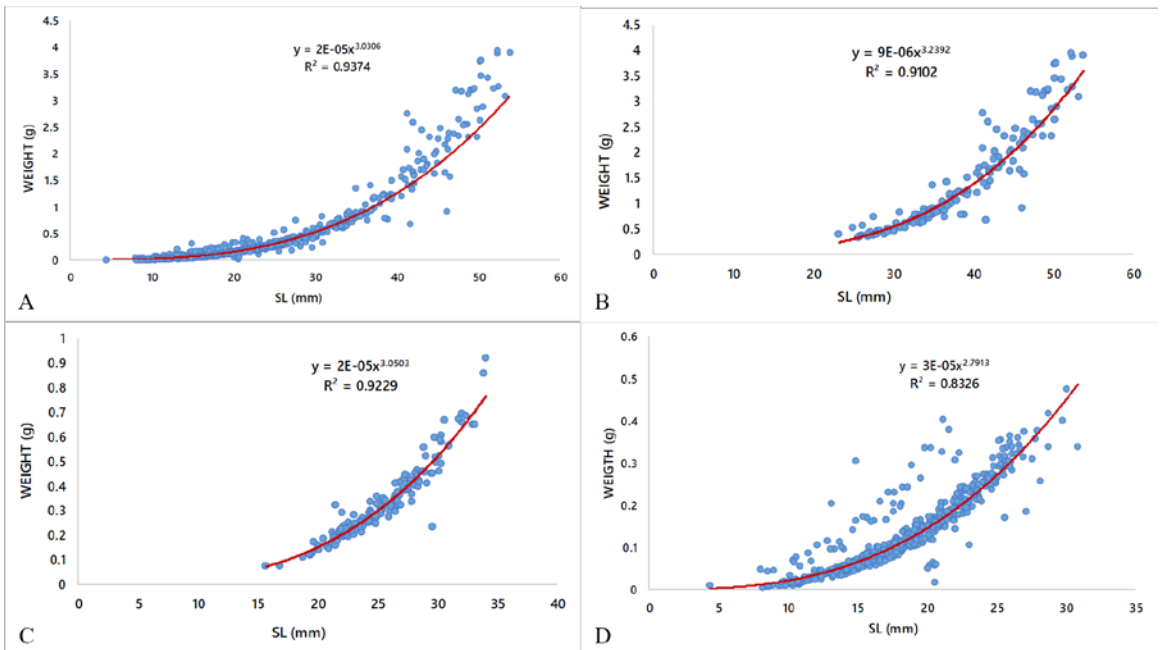 4.5
4
3.5
3
2.5
2
1.5
1
0.5
0
WEIGHT (g)
y = 2E-05x^3.0306
R² = 0.9374
0 10 20 30 40 50 60
SL (mm)
A
4.5
4
3.5
3
2.5
2
1.5
1
0.5
0
WEIGHT (g)
y = 9E-06x^3.2392
R² = 0.9102
0 10 20 30 40 50 60
SL (mm)
B
1
0.9
0.8
0.7
0.6
0.5
0.4
0.3
0.2
0.1
0
WEIGHT (g)
y = 2E-05x^3.0503
R² = 0.9229
0 5 10 15 20 25 30 35 40
SL (mm)
C
0.6
0.5
0.4
0.3
0.2
0.1
0
WEIGTH (g)
y = 3E-05x^2.7913
R² = 0.8326
0 5 10 15 20 25 30 35
SL (mm)
D